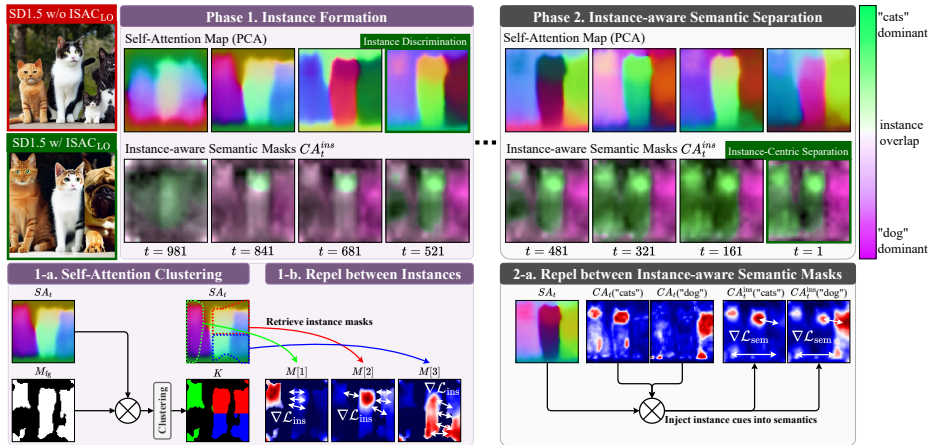 SD1.5 w/o ISAC_LO
SD1.5 w/ ISAC_LO
Phase 1. Instance Formation
Self-Attention Map (PCA)
Instance Discrimination
Instance-aware Semantic Masks CA_t^ins
t = 981
t = 841
t = 681
t = 521
...
Phase 2. Instance-aware Semantic Separation
Self-Attention Map (PCA)
Instance-aware Semantic Masks CA_t^ins
Instance-Centric Separation
t = 481
t = 321
t = 161
t = 1
"cats"
dominant
instance
overlap
"dog"
dominant
1-a. Self-Attention Clustering
SA_t
M_fg
Clustering
SA_t
K
1-b. Repel between Instances
Retrieve instance masks
M[1]
M[2]
M[3]
∇L_ins
∇L_ins
∇L_ins
2-a. Repel between Instance-aware Semantic Masks
SA_t
CA_t("cats")
CA_t("dog")
CA_t^ins("cats")
CA_t^ins("dog")
∇L_sem
∇L_sem
Inject instance cues into semantics